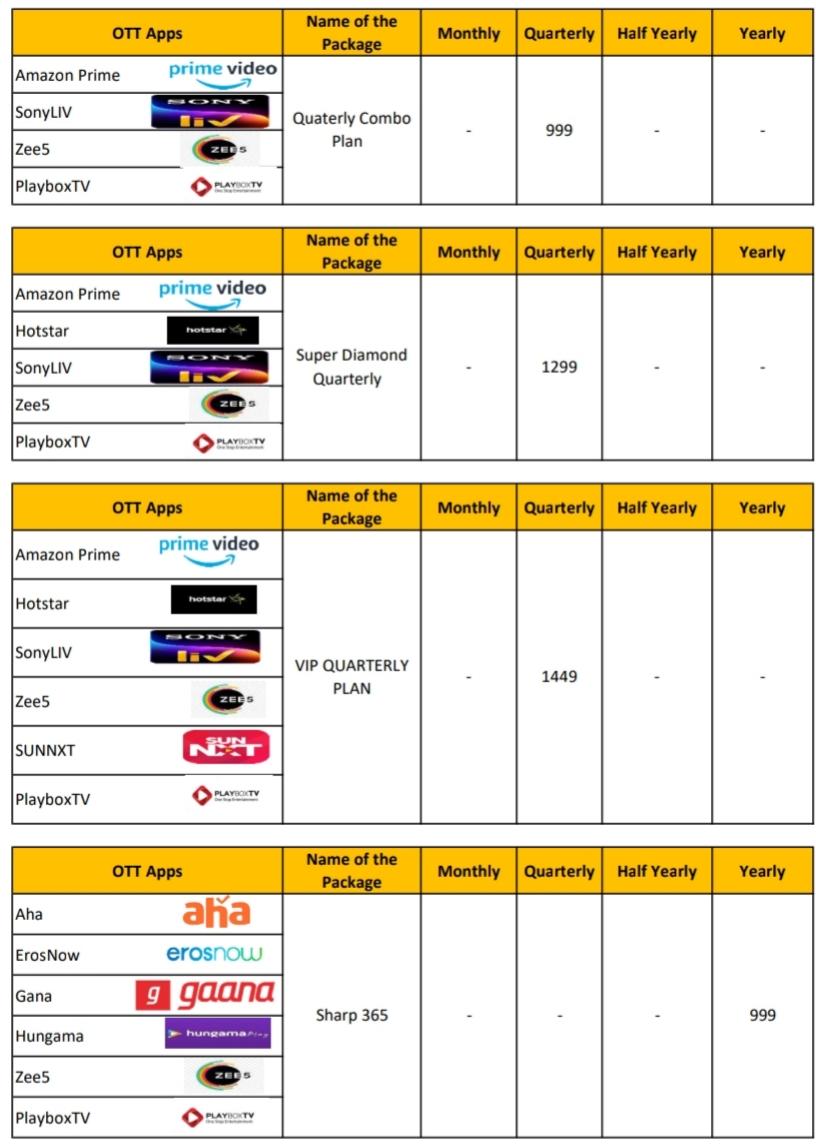 OTT Apps Name of the Package Monthly Quarterly Half Yearly Yearly
Amazon Prime prime video
SonyLIV SONY liv
Zee5 ZEE5
PlayboxTV PLAYBOXTV One Stop Entertainment
Quaterly Combo Plan - 999 - -
OTT Apps Name of the Package Monthly Quarterly Half Yearly Yearly
Amazon Prime prime video
Hotstar hotstar
SonyLIV SONY liv
Zee5 ZEE5
PlayboxTV PLAYBOXTV One Stop Entertainment
Super Diamond Quarterly - 1299 - -
OTT Apps Name of the Package Monthly Quarterly Half Yearly Yearly
Amazon Prime prime video
Hotstar hotstar
SonyLIV SONY liv
Zee5 ZEE5
SUNNXT SUN NXT
PlayboxTV PLAYBOXTV One Stop Entertainment
VIP QUARTERLY PLAN - 1449 - -
OTT Apps Name of the Package Monthly Quarterly Half Yearly Yearly
Aha aha
ErosNow erosnow
Gana g gaana
Hungama hungama Play
Zee5 ZEE5
PlayboxTV PLAYBOXTV One Stop Entertainment
Sharp 365 - - - 999